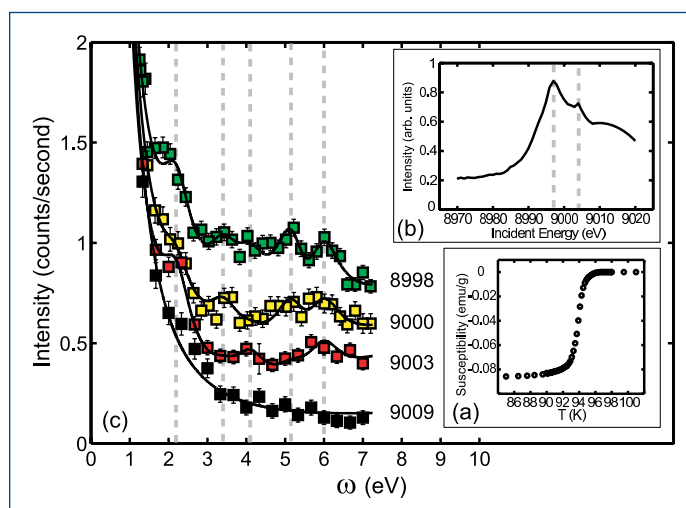 2
1.5
1
0.5
0
0 1 2 3 4 5 6 7 8 9 10
Intensity (counts/second)
ω (eV)
(c)
8998
9000
9003
9009
1
0.8
0.6
0.4
0.2
0
8970 8980 8990 9000 9010 9020
Intensity (arb. units)
Incident Energy (eV)
(b)
0
-0.02
-0.04
-0.06
-0.08
86 88 90 92 94 96 98 100
Susceptibility (emu/g)
T (K)
(a)